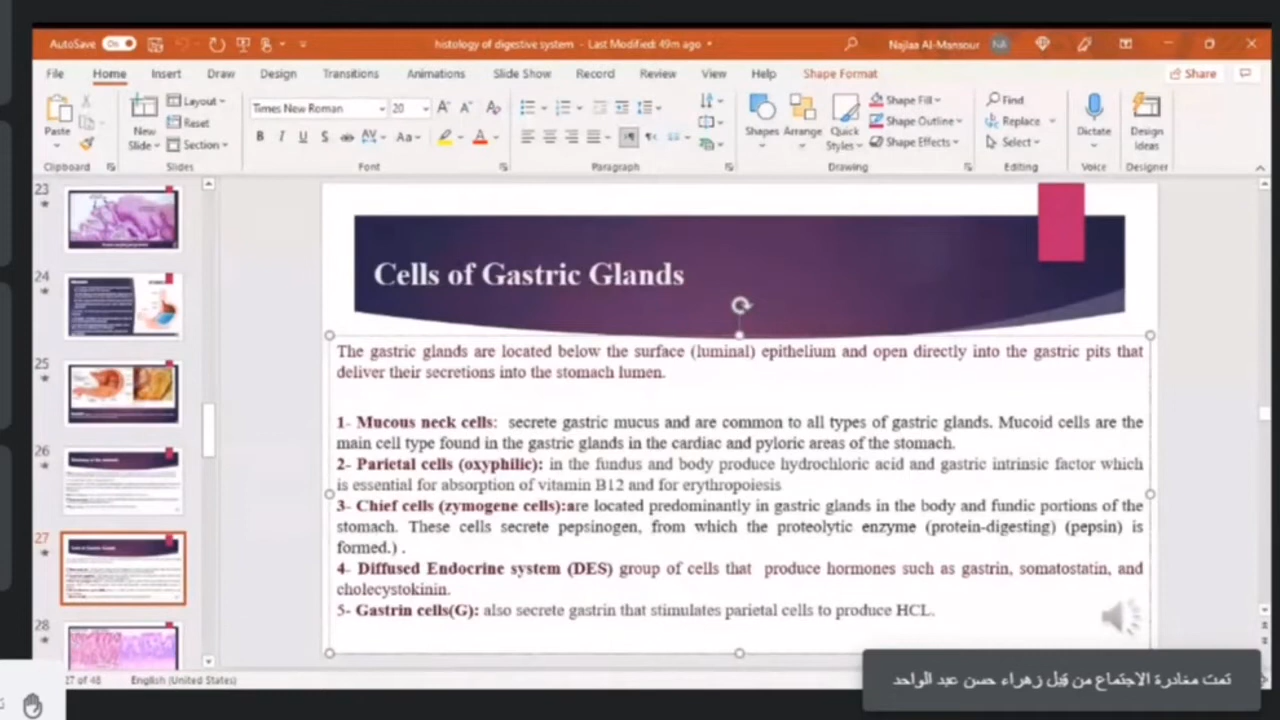 AutoSave On histology of digestive system - Last Modified: 49m ago Najlaa Al-Mansour NA
File Home Insert Draw Design Transitions Animations Slide Show Record Review View Help Shape Format Share
Paste
New Slide
Layout
Reset
Section
Times New Roman 20
B I U S ab AV Aa A
Shapes Arrange Quick Styles
Shape Fill
Shape Outline
Shape Effects
Find
Replace
Select
Dictate
Design Ideas
Clipboard Slides Font Paragraph Drawing Editing Voice Designer
23
24
25
26
27
28
Cells of Gastric Glands
The gastric glands are located below the surface (luminal) epithelium and open directly into the gastric pits that
deliver their secretions into the stomach lumen.
1- Mucous neck cells: secrete gastric mucus and are common to all types of gastric glands. Mucoid cells are the
main cell type found in the gastric glands in the cardiac and pyloric areas of the stomach.
2- Parietal cells (oxyphilic): in the fundus and body produce hydrochloric acid and gastric intrinsic factor which
is essential for absorption of vitamin B12 and for erythropoiesis
3- Chief cells (zymogene cells):are located predominantly in gastric glands in the body and fundic portions of the
stomach. These cells secrete pepsinogen, from which the proteolytic enzyme (protein-digesting) (pepsin) is
formed.) .
4- Diffused Endocrine system (DES) group of cells that produce hormones such as gastrin, somatostatin, and
cholecystokinin.
5- Gastrin cells(G): also secrete gastrin that stimulates parietal cells to produce HCL.
27 of 48 English (United States)
تمت مغادرة الاجتماع من قبل زهراء حسن عبد الواحد